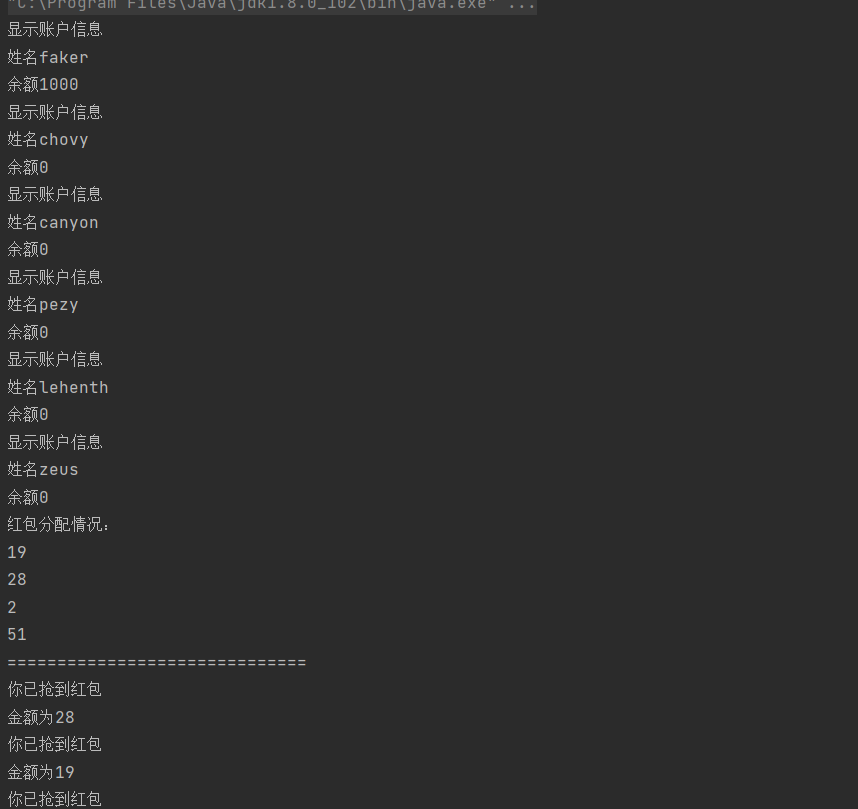 "C:\Program Files\Java\jdk1.8.0_102\bin\java.exe" ...
显示账户信息
姓名faker
余额1000
显示账户信息
姓名chovy
余额0
显示账户信息
姓名canyon
余额0
显示账户信息
姓名pezy
余额0
显示账户信息
姓名lehenth
余额0
显示账户信息
姓名zeus
余额0
红包分配情况：
19
28
2
51
==============================
你已抢到红包
金额为28
你已抢到红包
金额为19
你已抢到红包